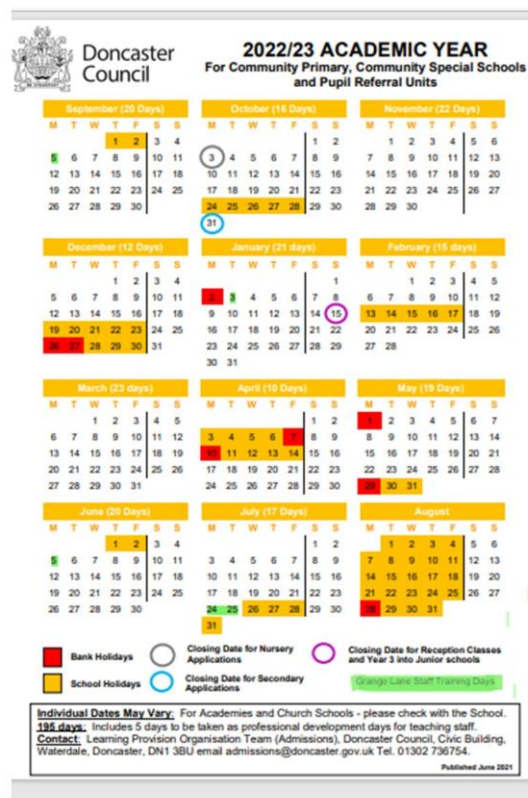 Doncaster
Council
2022/23 ACADEMIC YEAR
For Community Primary, Community Special Schools
and Pupil Referral Units
September (20 Days)
M T W T F S S
1 2 3 4
5 6 7 8 9 10 11
12 13 14 15 16 17 18
19 20 21 22 23 24 25
26 27 28 29 30
October (16 Days)
M T W T F S S
1 2
3 4 5 6 7 8 9
10 11 12 13 14 15 16
17 18 19 20 21 22 23
24 25 26 27 28 29 30
31
November (22 Days)
M T W T F S S
1 2 3 4 5 6
7 8 9 10 11 12 13
14 15 16 17 18 19 20
21 22 23 24 25 26 27
28 29 30
December (12 Days)
M T W T F S S
1 2 3 4
5 6 7 8 9 10 11
12 13 14 15 16 17 18
19 20 21 22 23 24 25
26 27 28 29 30 31
January (21 days)
M T W T F S S
1
2 3 4 5 6 7 8
9 10 11 12 13 14 15
16 17 18 19 20 21 22
23 24 25 26 27 28 29
30 31
February (15 days)
M T W T F S S
1 2 3 4 5
6 7 8 9 10 11 12
13 14 15 16 17 18 19
20 21 22 23 24 25 26
27 28
March (23 days)
M T W T F S S
1 2 3 4 5
6 7 8 9 10 11 12
13 14 15 16 17 18 19
20 21 22 23 24 25 26
27 28 29 30 31
April (10 Days)
M T W T F S S
1 2
3 4 5 6 7 8 9
10 11 12 13 14 15 16
17 18 19 20 21 22 23
24 25 26 27 28 29 30
May (19 Days)
M T W T F S S
1 2 3 4 5 6 7
8 9 10 11 12 13 14
15 16 17 18 19 20 21
22 23 24 25 26 27 28
29 30 31
June (20 Days)
M T W T F S S
1 2 3 4
5 6 7 8 9 10 11
12 13 14 15 16 17 18
19 20 21 22 23 24 25
26 27 28 29 30
July (17 Days)
M T W T F S S
1 2
3 4 5 6 7 8 9
10 11 12 13 14 15 16
17 18 19 20 21 22 23
24 25 26 27 28 29 30
31
August
M T W T F S S
1 2 3 4 5 6
7 8 9 10 11 12 13
14 15 16 17 18 19 20
21 22 23 24 25 26 27
28 29 30 31
Bank Holidays
School Holidays
Closing Date for Nursery
Applications
Closing Date for Secondary
Applications
Closing Date for Reception Classes
and Year 3 into Junior schools
Grange Lane Staff Training Days
Individual Dates May Vary: For Academies and Church Schools - please check with the School.
195 days: Includes 5 days to be taken as professional development days for teaching staff.
Contact: Learning Provision Organisation Team (Admissions), Doncaster Council, Civic Building,
Waterdale, Doncaster, DN1 3BU email admissions@doncaster.gov.uk Tel. 01302 736754.
Published June 2021